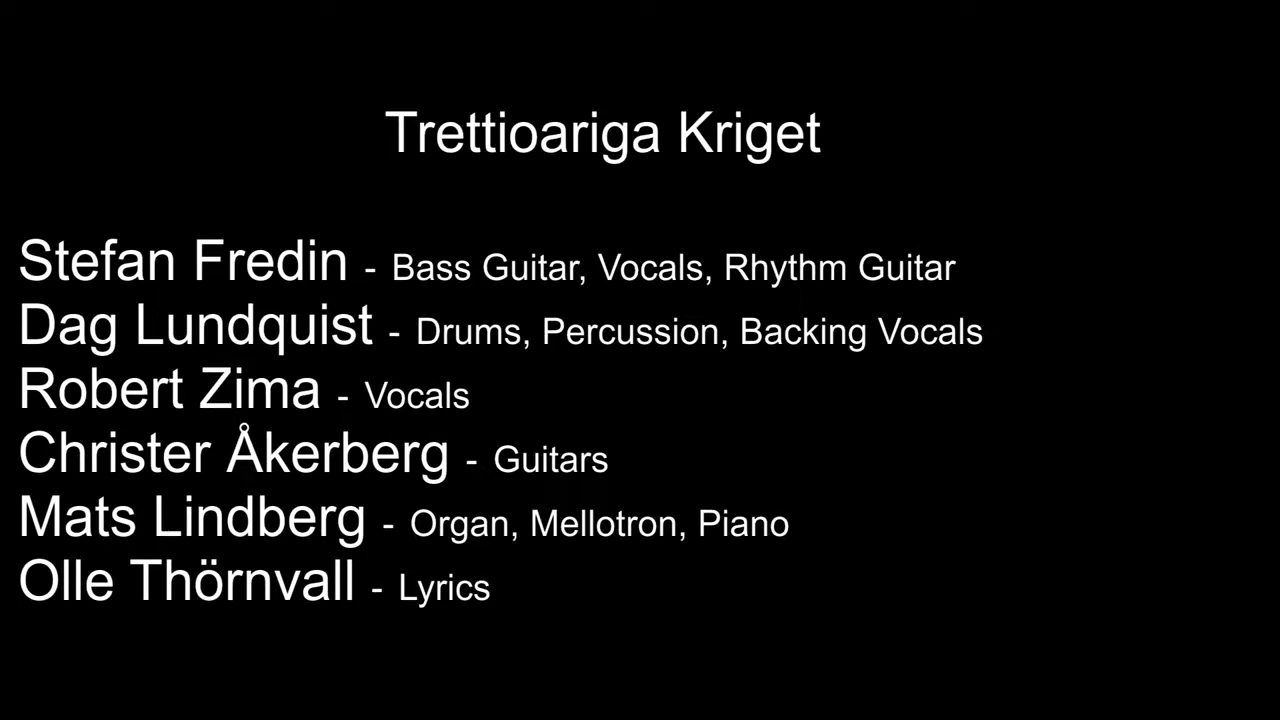 Trettioariga Kriget
Stefan Fredin - Bass Guitar, Vocals, Rhythm Guitar
Dag Lundquist - Drums, Percussion, Backing Vocals
Robert Zima - Vocals
Christer Åkerberg - Guitars
Mats Lindberg - Organ, Mellotron, Piano
Olle Thörnvall - Lyrics